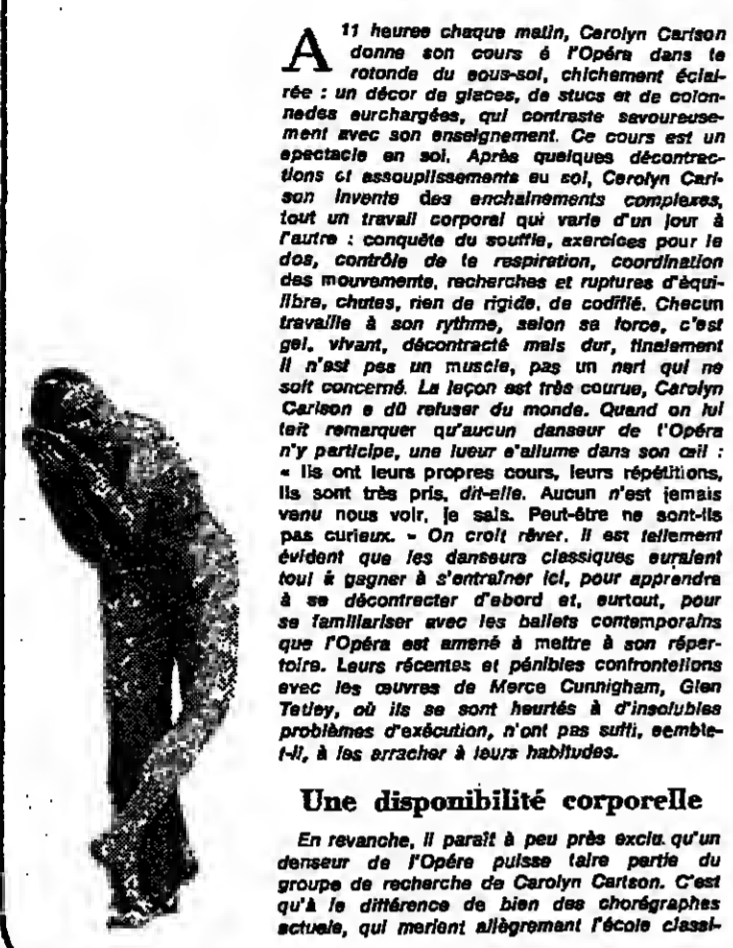 A 11 heures chaque matin, Carolyn Carlson
donne son cours à l'Opéra dans la
rotonde du sous-sol, chichement éclai-
rée : un décor de glaces, de stucs et de colon-
nades surchargées, qui contraste savoureuse-
ment avec son enseignement. Ce cours est un
spectacle en soi. Après quelques décontrac-
tions et assouplissements au sol, Carolyn Carl-
son invente des enchaînements complexes,
tout un travail corporel qui varie d'un jour à
l'autre : conquête du souffle, exercices pour le
dos, contrôle de la respiration, coordination
des mouvements, recherches et ruptures d'équi-
libre, chutes, rien de rigide, de codifié. Chacun
travaille à son rythme, selon sa force, c'est
gai, vivant, décontracté mais dur, finalement
il n'est pas un muscle, pas un nerf qui ne
soit concerné. La leçon est très courue, Carolyn
Carlson a dû refuser du monde. Quand on lui
fait remarquer qu'aucun danseur de l'Opéra
n'y participe, une lueur s'allume dans son œil :
« Ils ont leurs propres cours, leurs répétitions,
Ils sont très pris, dit-elle. Aucun n'est jamais
venu nous voir, je sais. Peut-être ne sont-ils
pas curieux. » On croit rêver. Il est tellement
évident que les danseurs classiques auraient
tout à gagner à s'entraîner ici, pour apprendre
à se décontracter d'abord et, surtout, pour
se familiariser avec les ballets contemporains
que l'Opéra est amené à mettre à son réper-
toire. Leurs récentes et pénibles confrontations
avec les œuvres de Merce Cunnigham, Glen
Tetley, où ils se sont heurtés à d'insolubles
problèmes d'exécution, n'ont pas suffi, semble-
t-il, à les arracher à leurs habitudes.
Une disponibilité corporelle
En revanche, il paraît à peu près exclu qu'un
danseur de l'Opéra puisse faire partie du
groupe de recherche de Carolyn Carlson. C'est
qu'à la différence de bien des chorégraphes
actuels, qui marient allègrement l'école classi-